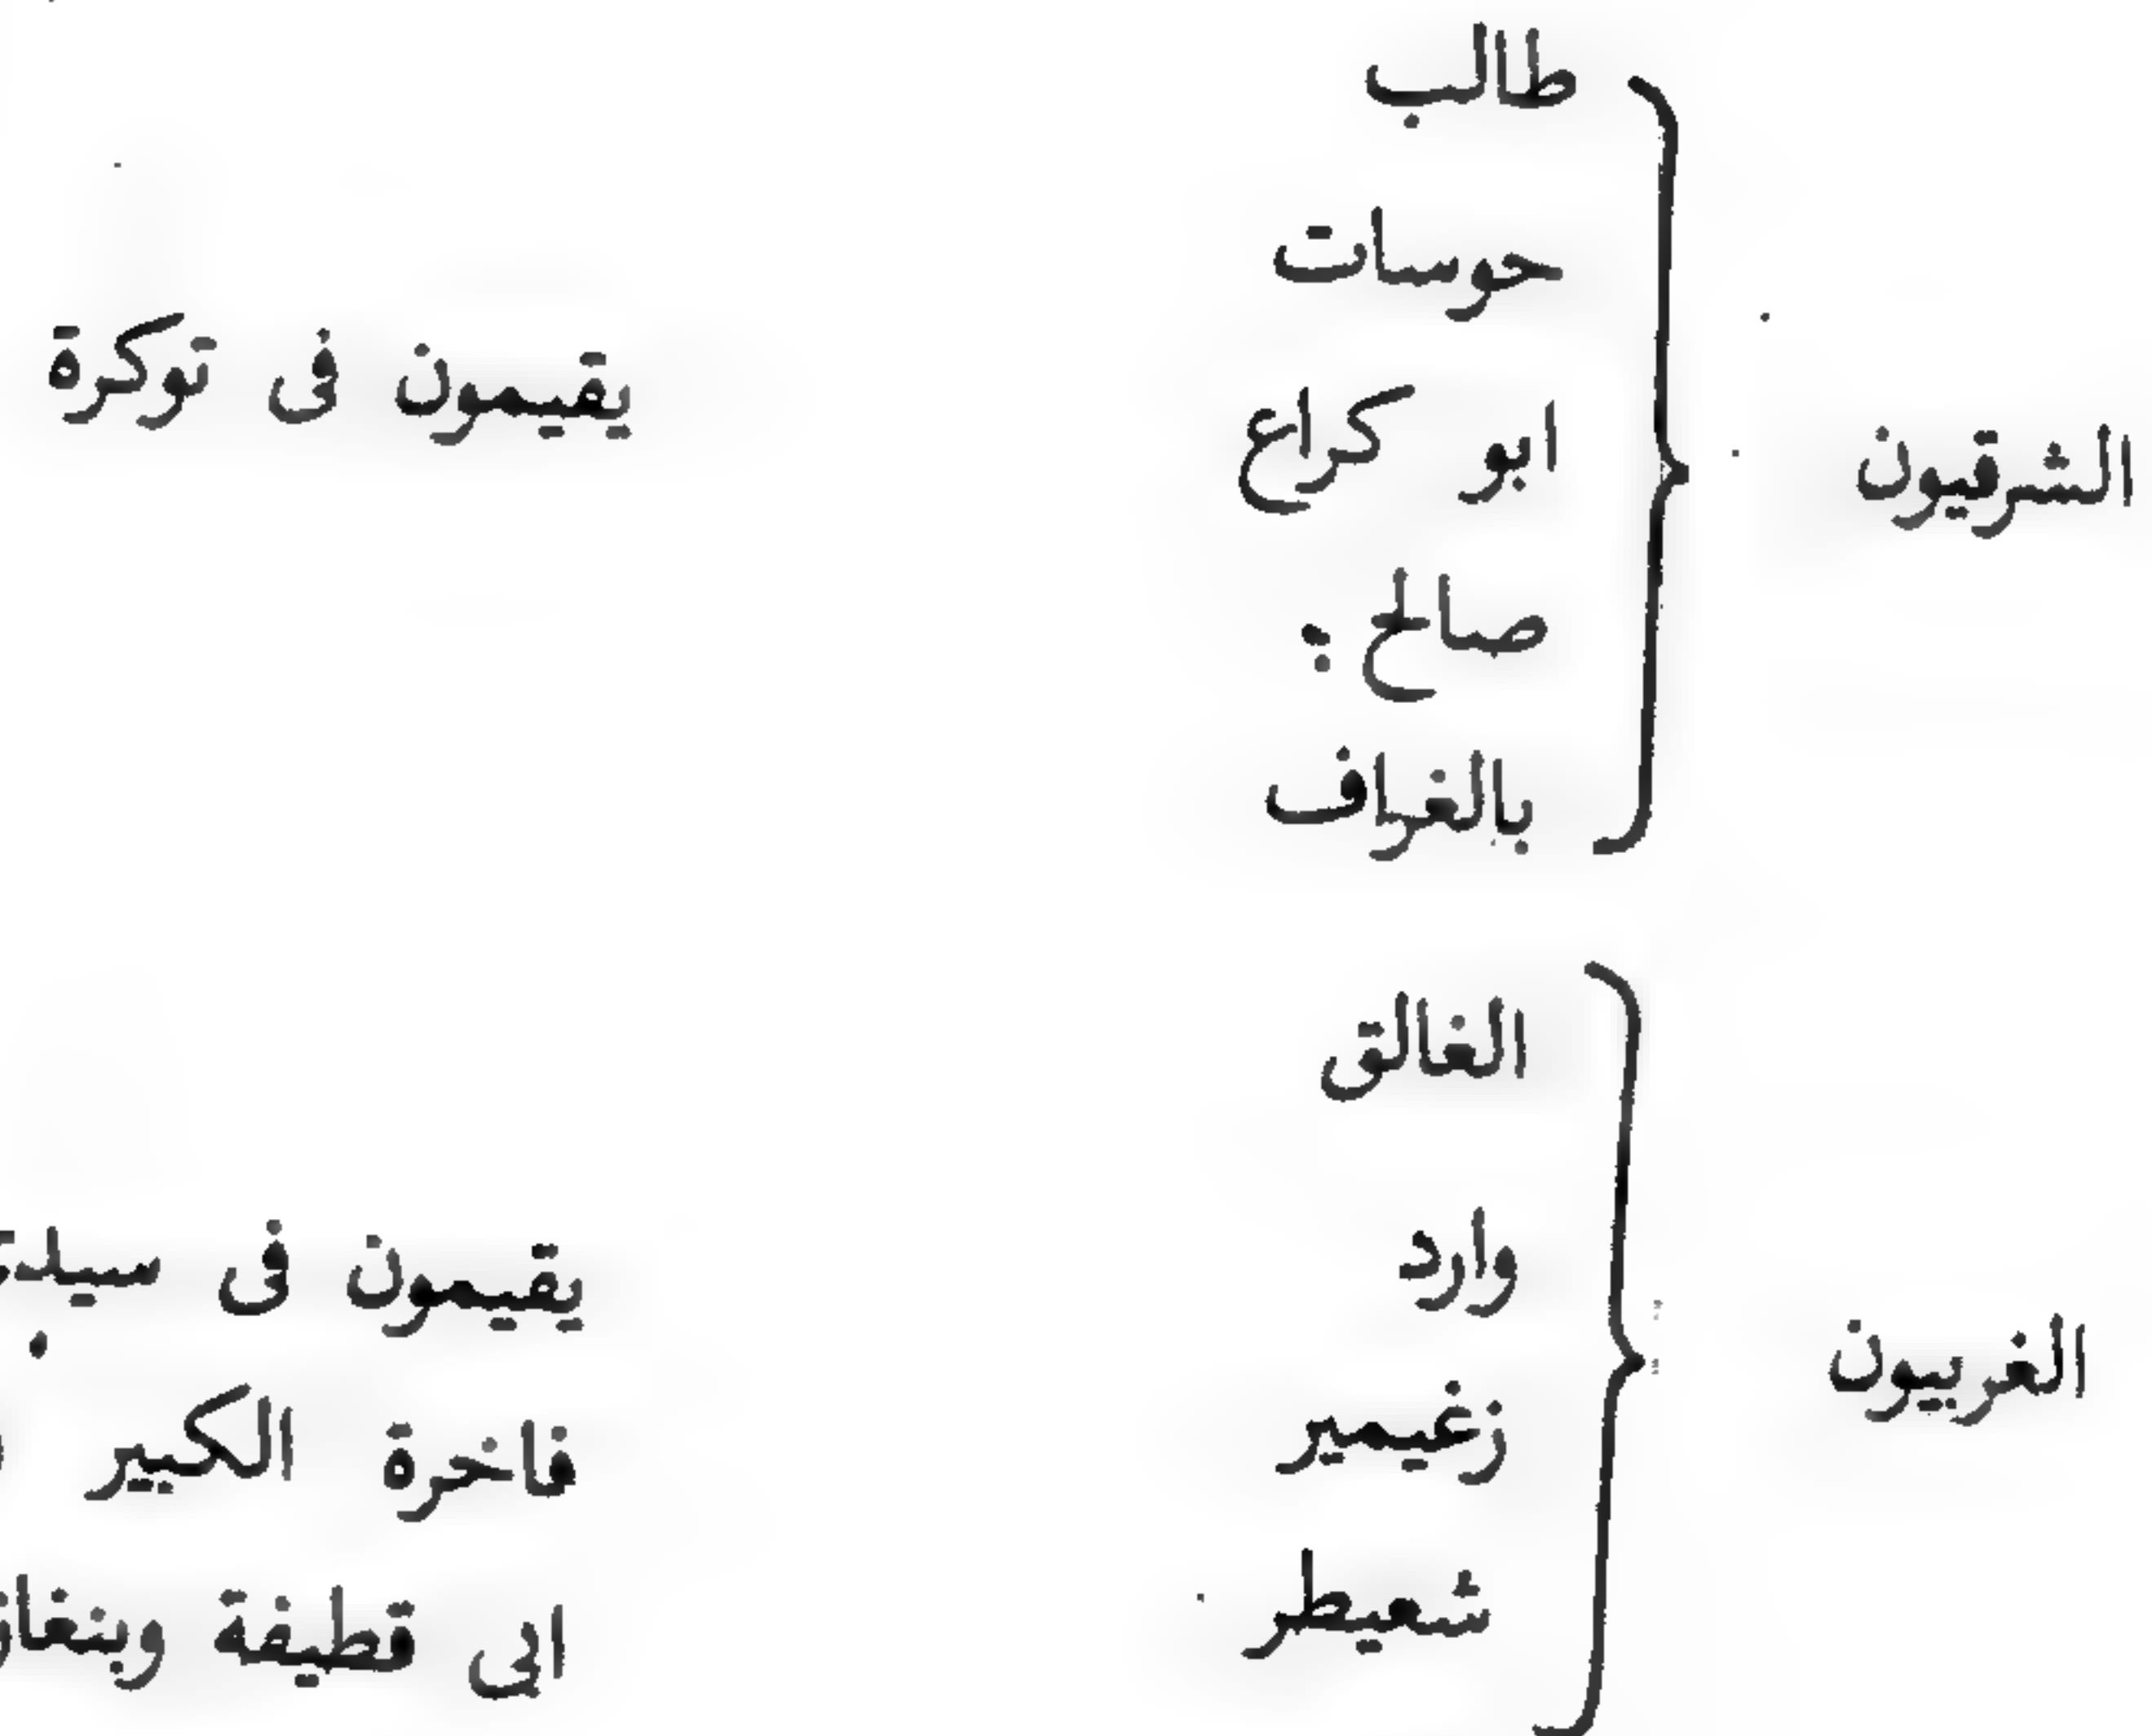 الشرقيون
طالب
حوسات
ابو كراع
صالح
بالغراف
يقيمون فى توكرة
الغربيون
الغالق
وارد
زغيمير
شعيطر
يقيمون فى
فاخرة الكبير
ابى قطيفة